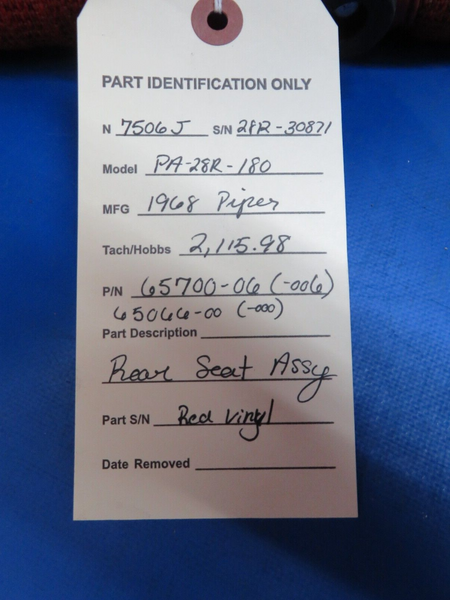 PART IDENTIFICATION ONLY
N 7506J S/N 28R-30871
Model PA-28R-180
MFG 1968 Piper
Tach/Hobbs 2,115.98
P/N 65700-06 (-006)
65066-00 (-000)
Part Description
Rear Seat Assy
Part S/N Red Vinyl
Date Removed